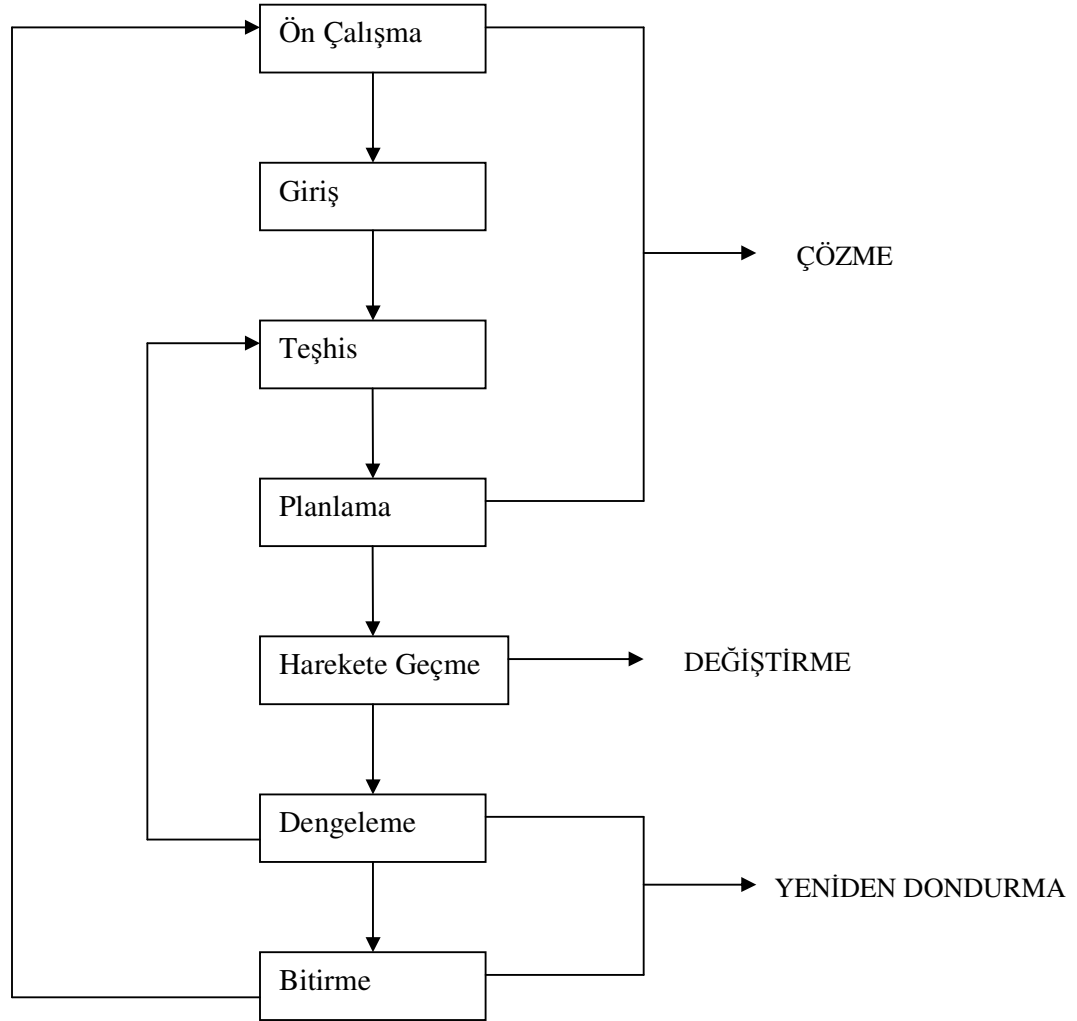 Ön Çalışma
Giriş
ÇÖZME
Teşhis
Planlama
Harekete Geçme
DEĞİŞTİRME
Dengeleme
YENİDEN DONDURMA
Bitirme